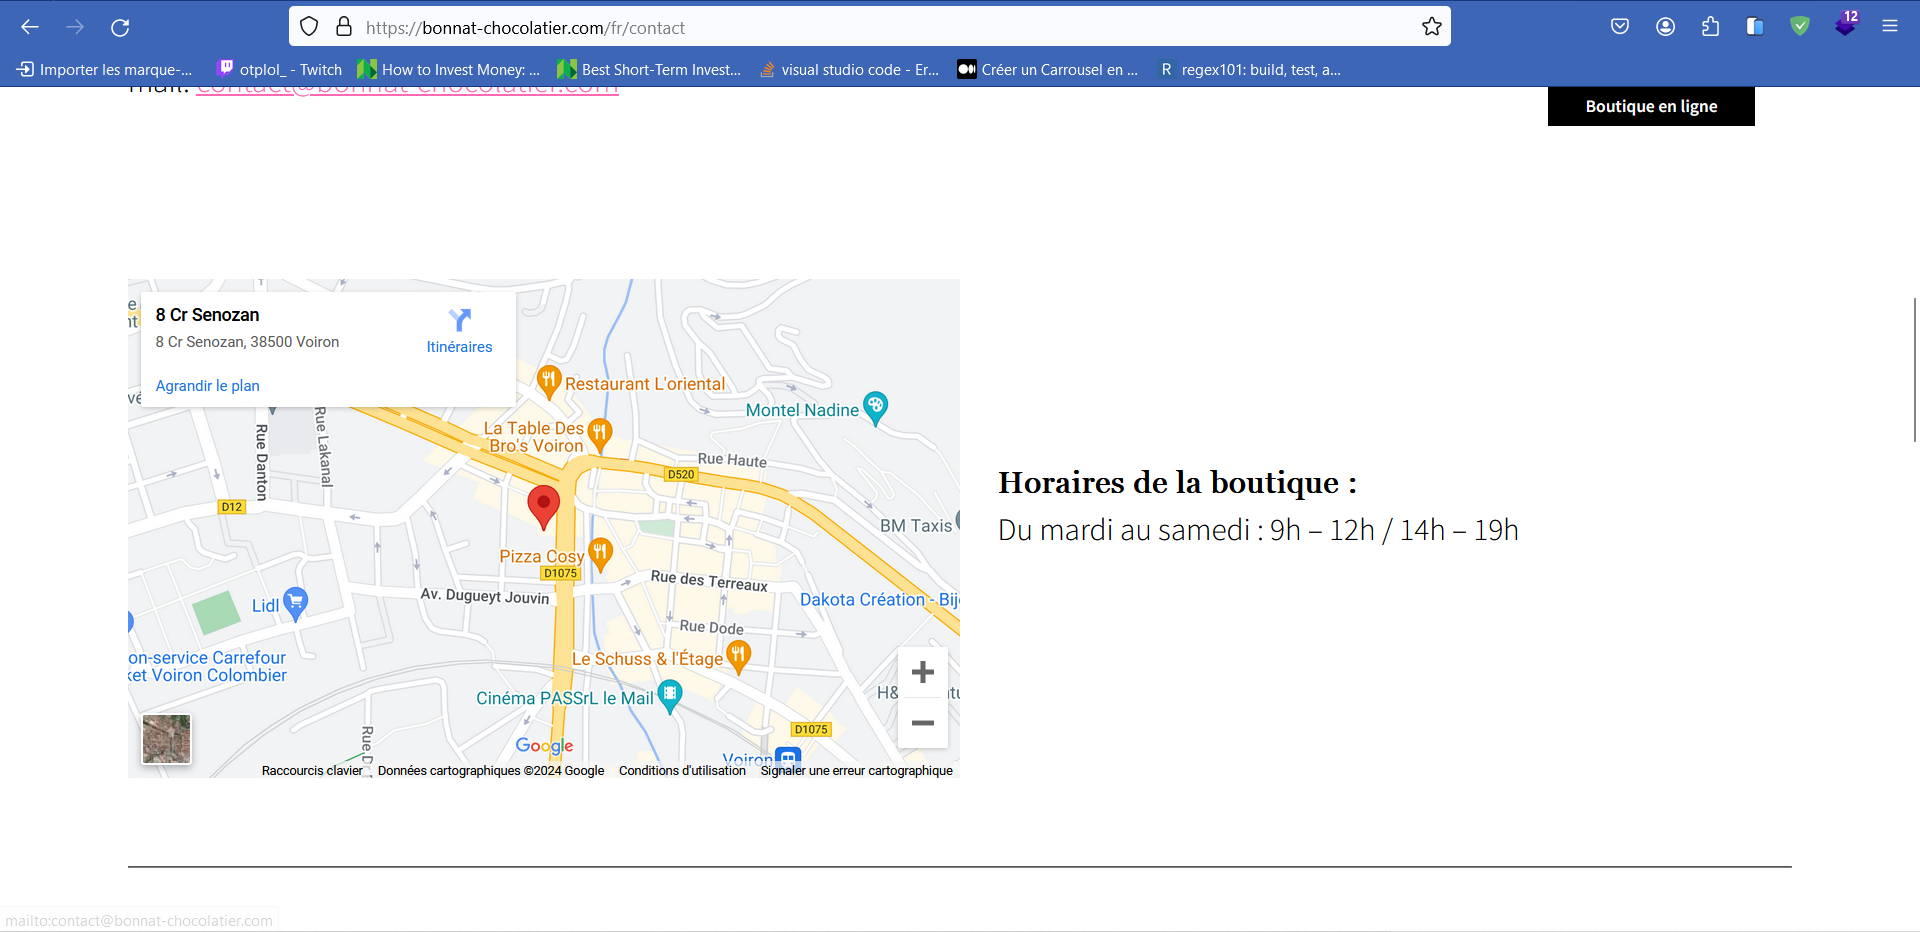 https://bonnat-chocolatier.com/fr/contact
12
Importer les marque-...
otplol_ - Twitch
How to Invest Money: ...
Best Short-Term Invest...
visual studio code - Er...
Créer un Carrousel en ...
R regex101: build, test, a...
mail: contact@bonnat-chocolatier.com
Boutique en ligne
8 Cr Senozan
8 Cr Senozan, 38500 Voiron
Itinéraires
Agrandir le plan
Restaurant L'oriental
Montel Nadine
La Table Des
Bro's Voiron
Rue Haute
D520
Rue Danton
Rue Lakanal
D12
BM Taxis
Pizza Cosy
D1075
Rue des Terreaux
Av. Dugueyt Jouvin
Lidl
Dakota Création - Bij
Rue Dode
on-service Carrefour
ket Voiron Colombier
Le Schuss & l'Étage
Cinéma PASSrL le Mail
H&
D1075
Rue D
Google
Voiron
Raccourcis clavier
Données cartographiques ©2024 Google
Conditions d'utilisation
Signaler une erreur cartographique
Horaires de la boutique :
Du mardi au samedi : 9h – 12h / 14h – 19h
mailto:contact@bonnat-chocolatier.com